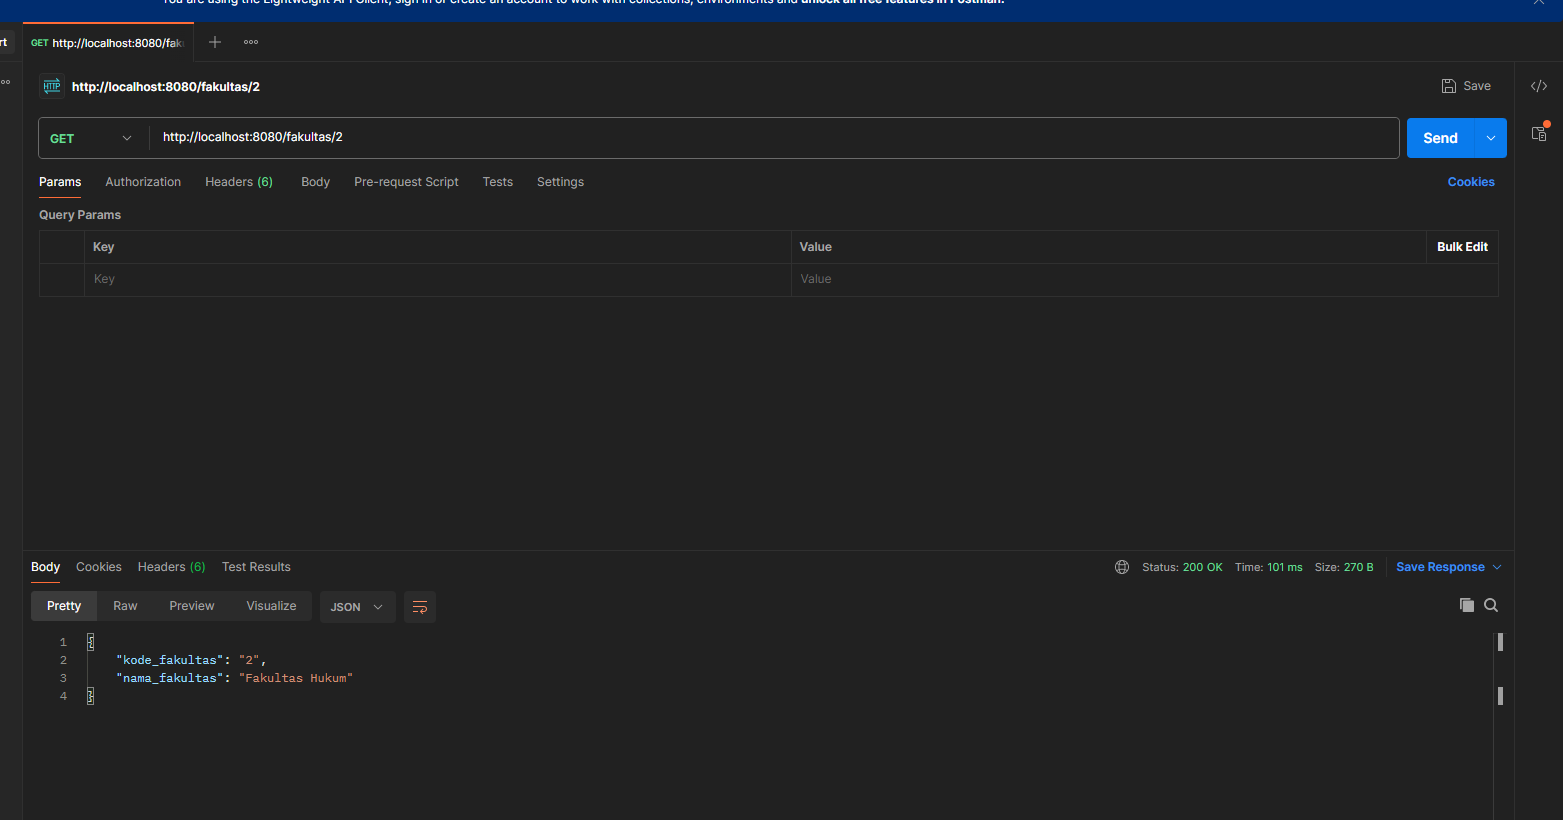 You are using the Lightweight API Client, sign in or create an account to work with collections, environments and unlock all free features in Postman.
rt
GET http://localhost:8080/faku
http://localhost:8080/fakultas/2
Save
GET
http://localhost:8080/fakultas/2
Send
Params Authorization Headers (6) Body Pre-request Script Tests Settings Cookies
Query Params
Key Value Bulk Edit
Key Value
Body Cookies Headers (6) Test Results Status: 200 OK Time: 101 ms Size: 270 B Save Response
Pretty Raw Preview Visualize JSON
1 {
2 "kode_fakultas": "2",
3 "nama_fakultas": "Fakultas Hukum"
4 }